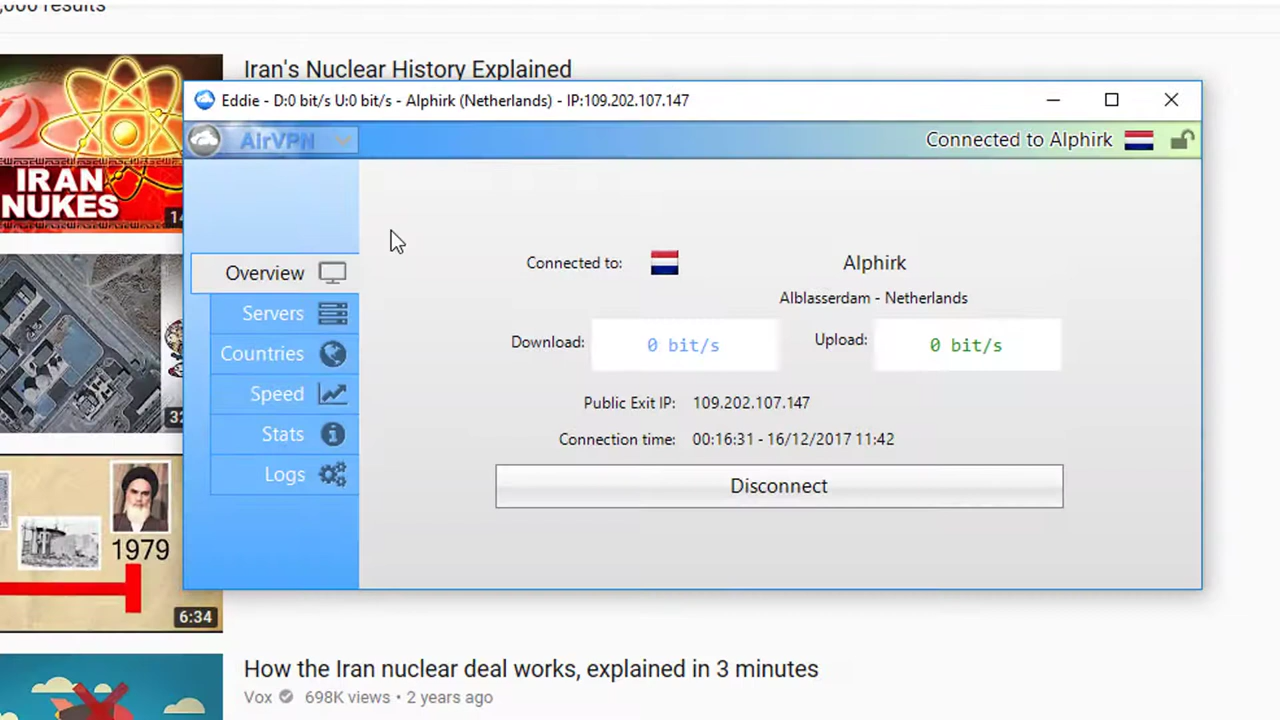 ,000 results
Iran's Nuclear History Explained
Eddie - D:0 bit/s U:0 bit/s - Alphirk (Netherlands) - IP:109.202.107.147
AirVPN
Connected to Alphirk
IRAN
NUKES
14
Overview
Servers
Countries
Speed
Stats
Logs
Connected to:
Alphirk
Alblasserdam - Netherlands
Download:
0 bit/s
Upload:
0 bit/s
Public Exit IP: 109.202.107.147
Connection time: 00:16:31 - 16/12/2017 11:42
Disconnect
32
1979
6:34
How the Iran nuclear deal works, explained in 3 minutes
Vox 698K views • 2 years ago